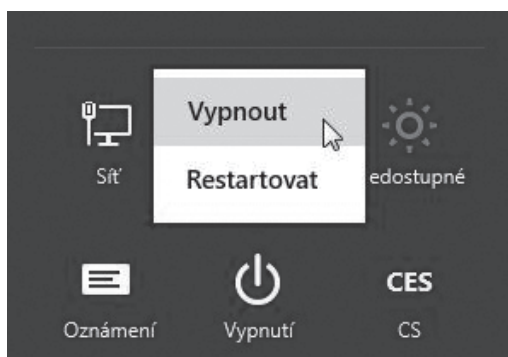 Vypnout
Síť
Restartovat
edostupné
CES
Oznámení
Vypnutí
CS